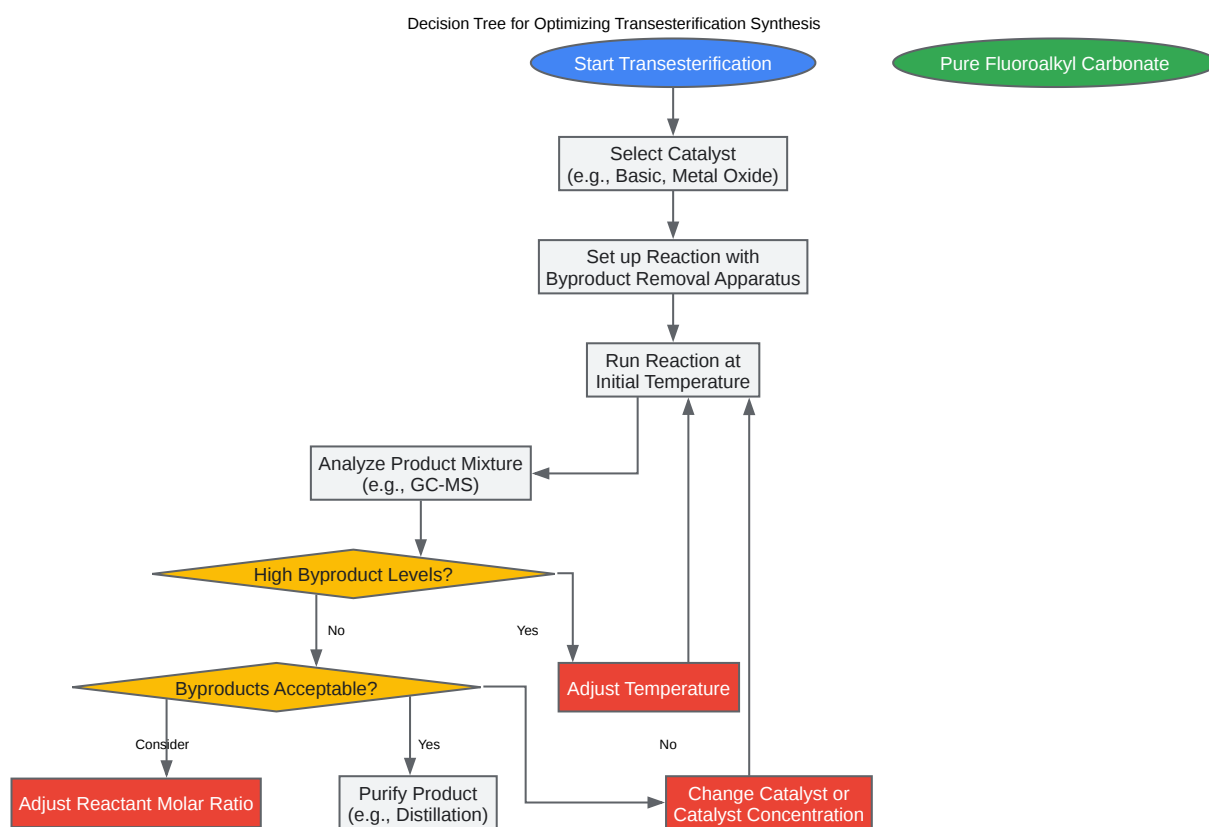 Decision Tree for Optimizing Transesterification Synthesis
Start Transesterification
Pure Fluoroalkyl Carbonate
Select Catalyst
(e.g., Basic, Metal Oxide)
Set up Reaction with
Byproduct Removal Apparatus
Run Reaction at
Initial Temperature
Analyze Product Mixture
(e.g., GC-MS)
High Byproduct Levels?
No
Yes
Byproducts Acceptable?
Adjust Temperature
Consider
Yes
No
Adjust Reactant Molar Ratio
Purify Product
(e.g., Distillation)
Change Catalyst or
Catalyst Concentration